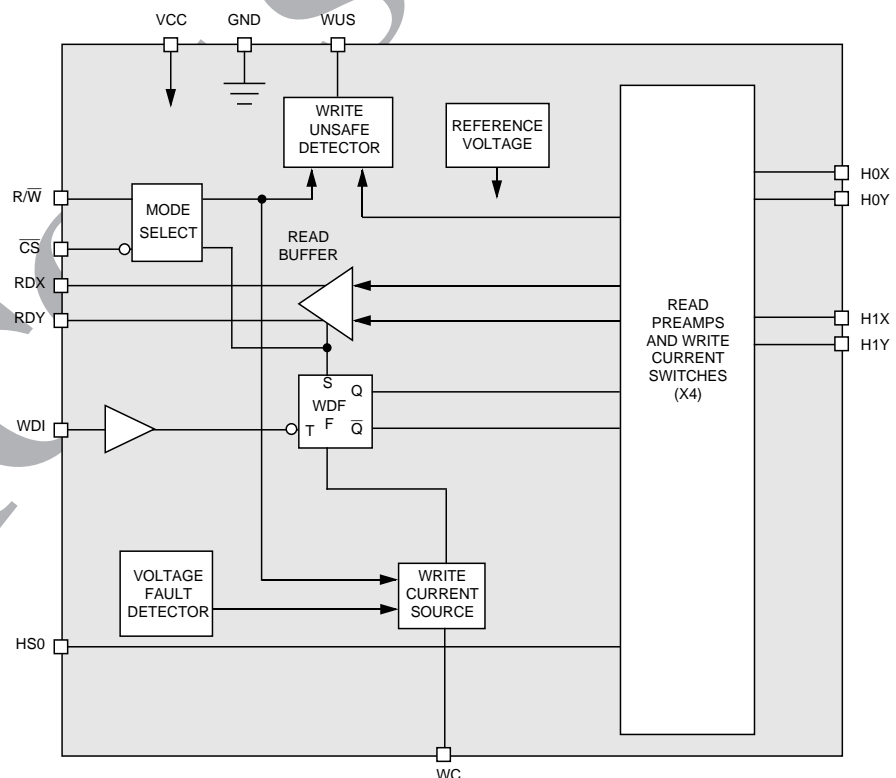 VCC GND WUS
WRITE
UNSAFE
DETECTOR
REFERENCE
VOLTAGE
R/W̅
MODE
SELECT
C̅S̅
READ
BUFFER
RDX
RDY
H0X
H0Y
READ
PREAMPS
AND WRITE
CURRENT
SWITCHES
(X4)
H1X
H1Y
S
Q
WDF
F
T
Q̅
WDI
VOLTAGE
FAULT
DETECTOR
WRITE
CURRENT
SOURCE
HS0
WC